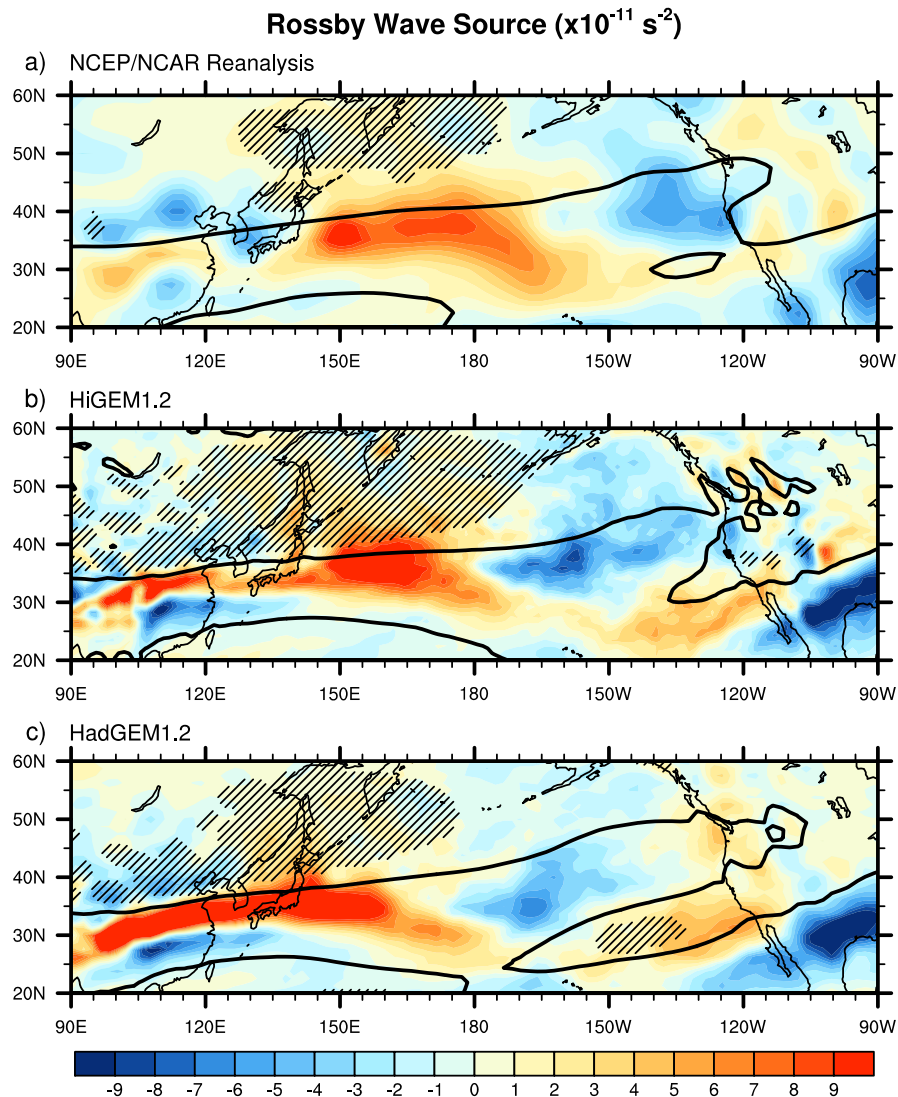 Rossby Wave Source (x10-11 s-2)
a) NCEP/NCAR Reanalysis
60N
50N
40N
30N
20N
90E 120E 150E 180 150W 120W 90W
b) HiGEM1.2
60N
50N
40N
30N
20N
90E 120E 150E 180 150W 120W 90W
c) HadGEM1.2
60N
50N
40N
30N
20N
90E 120E 150E 180 150W 120W 90W
-9 -8 -7 -6 -5 -4 -3 -2 -1 0 1 2 3 4 5 6 7 8 9